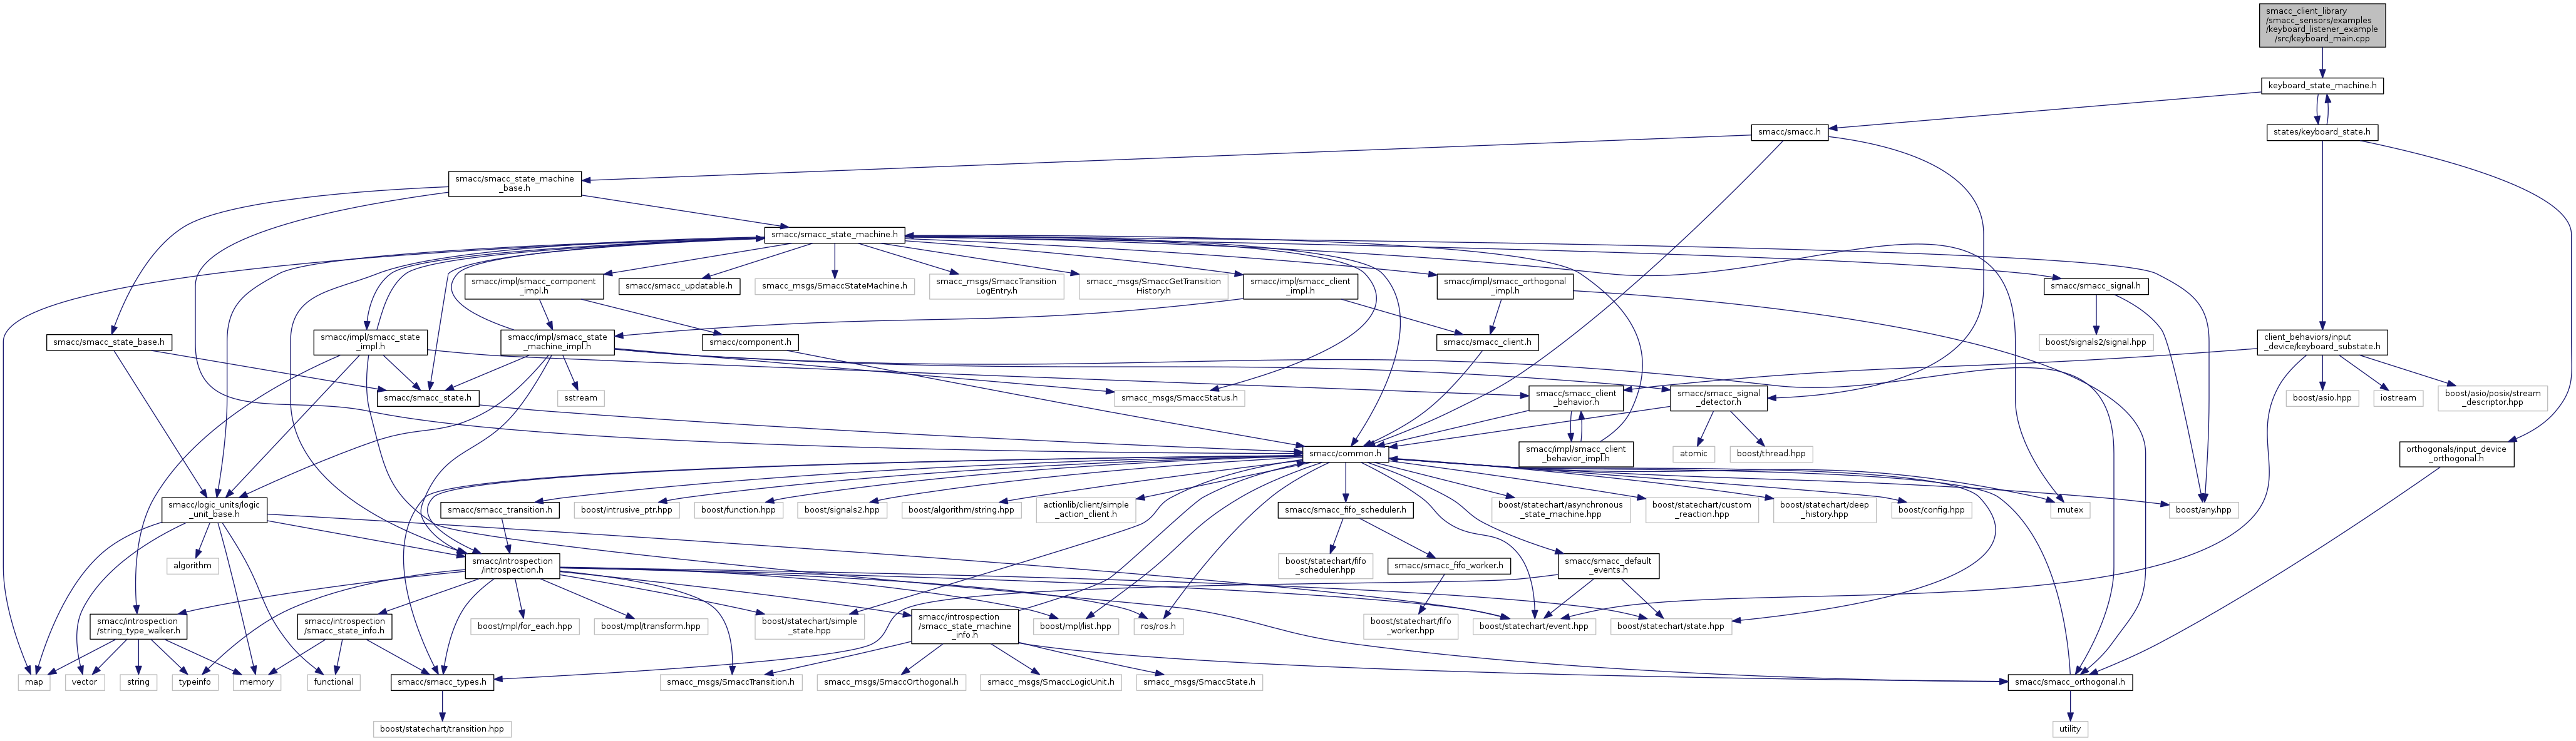 smacc_client_library
/smacc_sensors/examples
/keyboard_listener_example
/src/keyboard_main.cpp
keyboard_state_machine.h
smacc/smacc.h
states/keyboard_state.h
smacc/smacc_state_machine
_base.h
smacc/smacc_state_machine.h
smacc/impl/smacc_component
_impl.h
smacc/smacc_updatable.h
smacc_msgs/SmaccStateMachine.h
smacc_msgs/SmaccTransition
LogEntry.h
smacc_msgs/SmaccGetTransition
History.h
smacc/impl/smacc_client
_impl.h
smacc/impl/smacc_orthogonal
_impl.h
smacc/smacc_signal.h
smacc/smacc_state_base.h
smacc/impl/smacc_state
_impl.h
smacc/impl/smacc_state
_machine_impl.h
smacc/component.h
smacc/smacc_client.h
boost/signals2/signal.hpp
client_behaviors/input
_device/keyboard_substate.h
smacc/smacc_state.h
sstream
smacc_msgs/SmaccStatus.h
smacc/smacc_client
_behavior.h
smacc/smacc_signal
_detector.h
boost/asio.hpp
iostream
boost/asio/posix/stream
_descriptor.hpp
smacc/common.h
smacc/impl/smacc_client
_behavior_impl.h
atomic
boost/thread.hpp
orthogonals/input_device
_orthogonal.h
smacc/logic_units/logic
_unit_base.h
smacc/smacc_transition.h
boost/intrusive_ptr.hpp
boost/function.hpp
boost/signals2.hpp
boost/algorithm/string.hpp
actionlib/client/simple
_action_client.h
smacc/smacc_fifo_scheduler.h
boost/statechart/asynchronous
_state_machine.hpp
boost/statechart/custom
_reaction.hpp
boost/statechart/deep
_history.hpp
boost/config.hpp
mutex
boost/any.hpp
algorithm
smacc/introspection
/introspection.h
boost/statechart/fifo
_scheduler.hpp
smacc/smacc_fifo_worker.h
smacc/smacc_default
_events.h
smacc/introspection
/string_type_walker.h
smacc/introspection
/smacc_state_info.h
boost/mpl/for_each.hpp
boost/mpl/transform.hpp
boost/statechart/simple
_state.hpp
smacc/introspection
/smacc_state_machine
_info.h
boost/mpl/list.hpp
ros/ros.h
boost/statechart/fifo
_worker.hpp
boost/statechart/event.hpp
boost/statechart/state.hpp
map
vector
string
typeinfo
memory
functional
smacc/smacc_types.h
smacc_msgs/SmaccTransition.h
smacc_msgs/SmaccOrthogonal.h
smacc_msgs/SmaccLogicUnit.h
smacc_msgs/SmaccState.h
smacc/smacc_orthogonal.h
boost/statechart/transition.hpp
utility